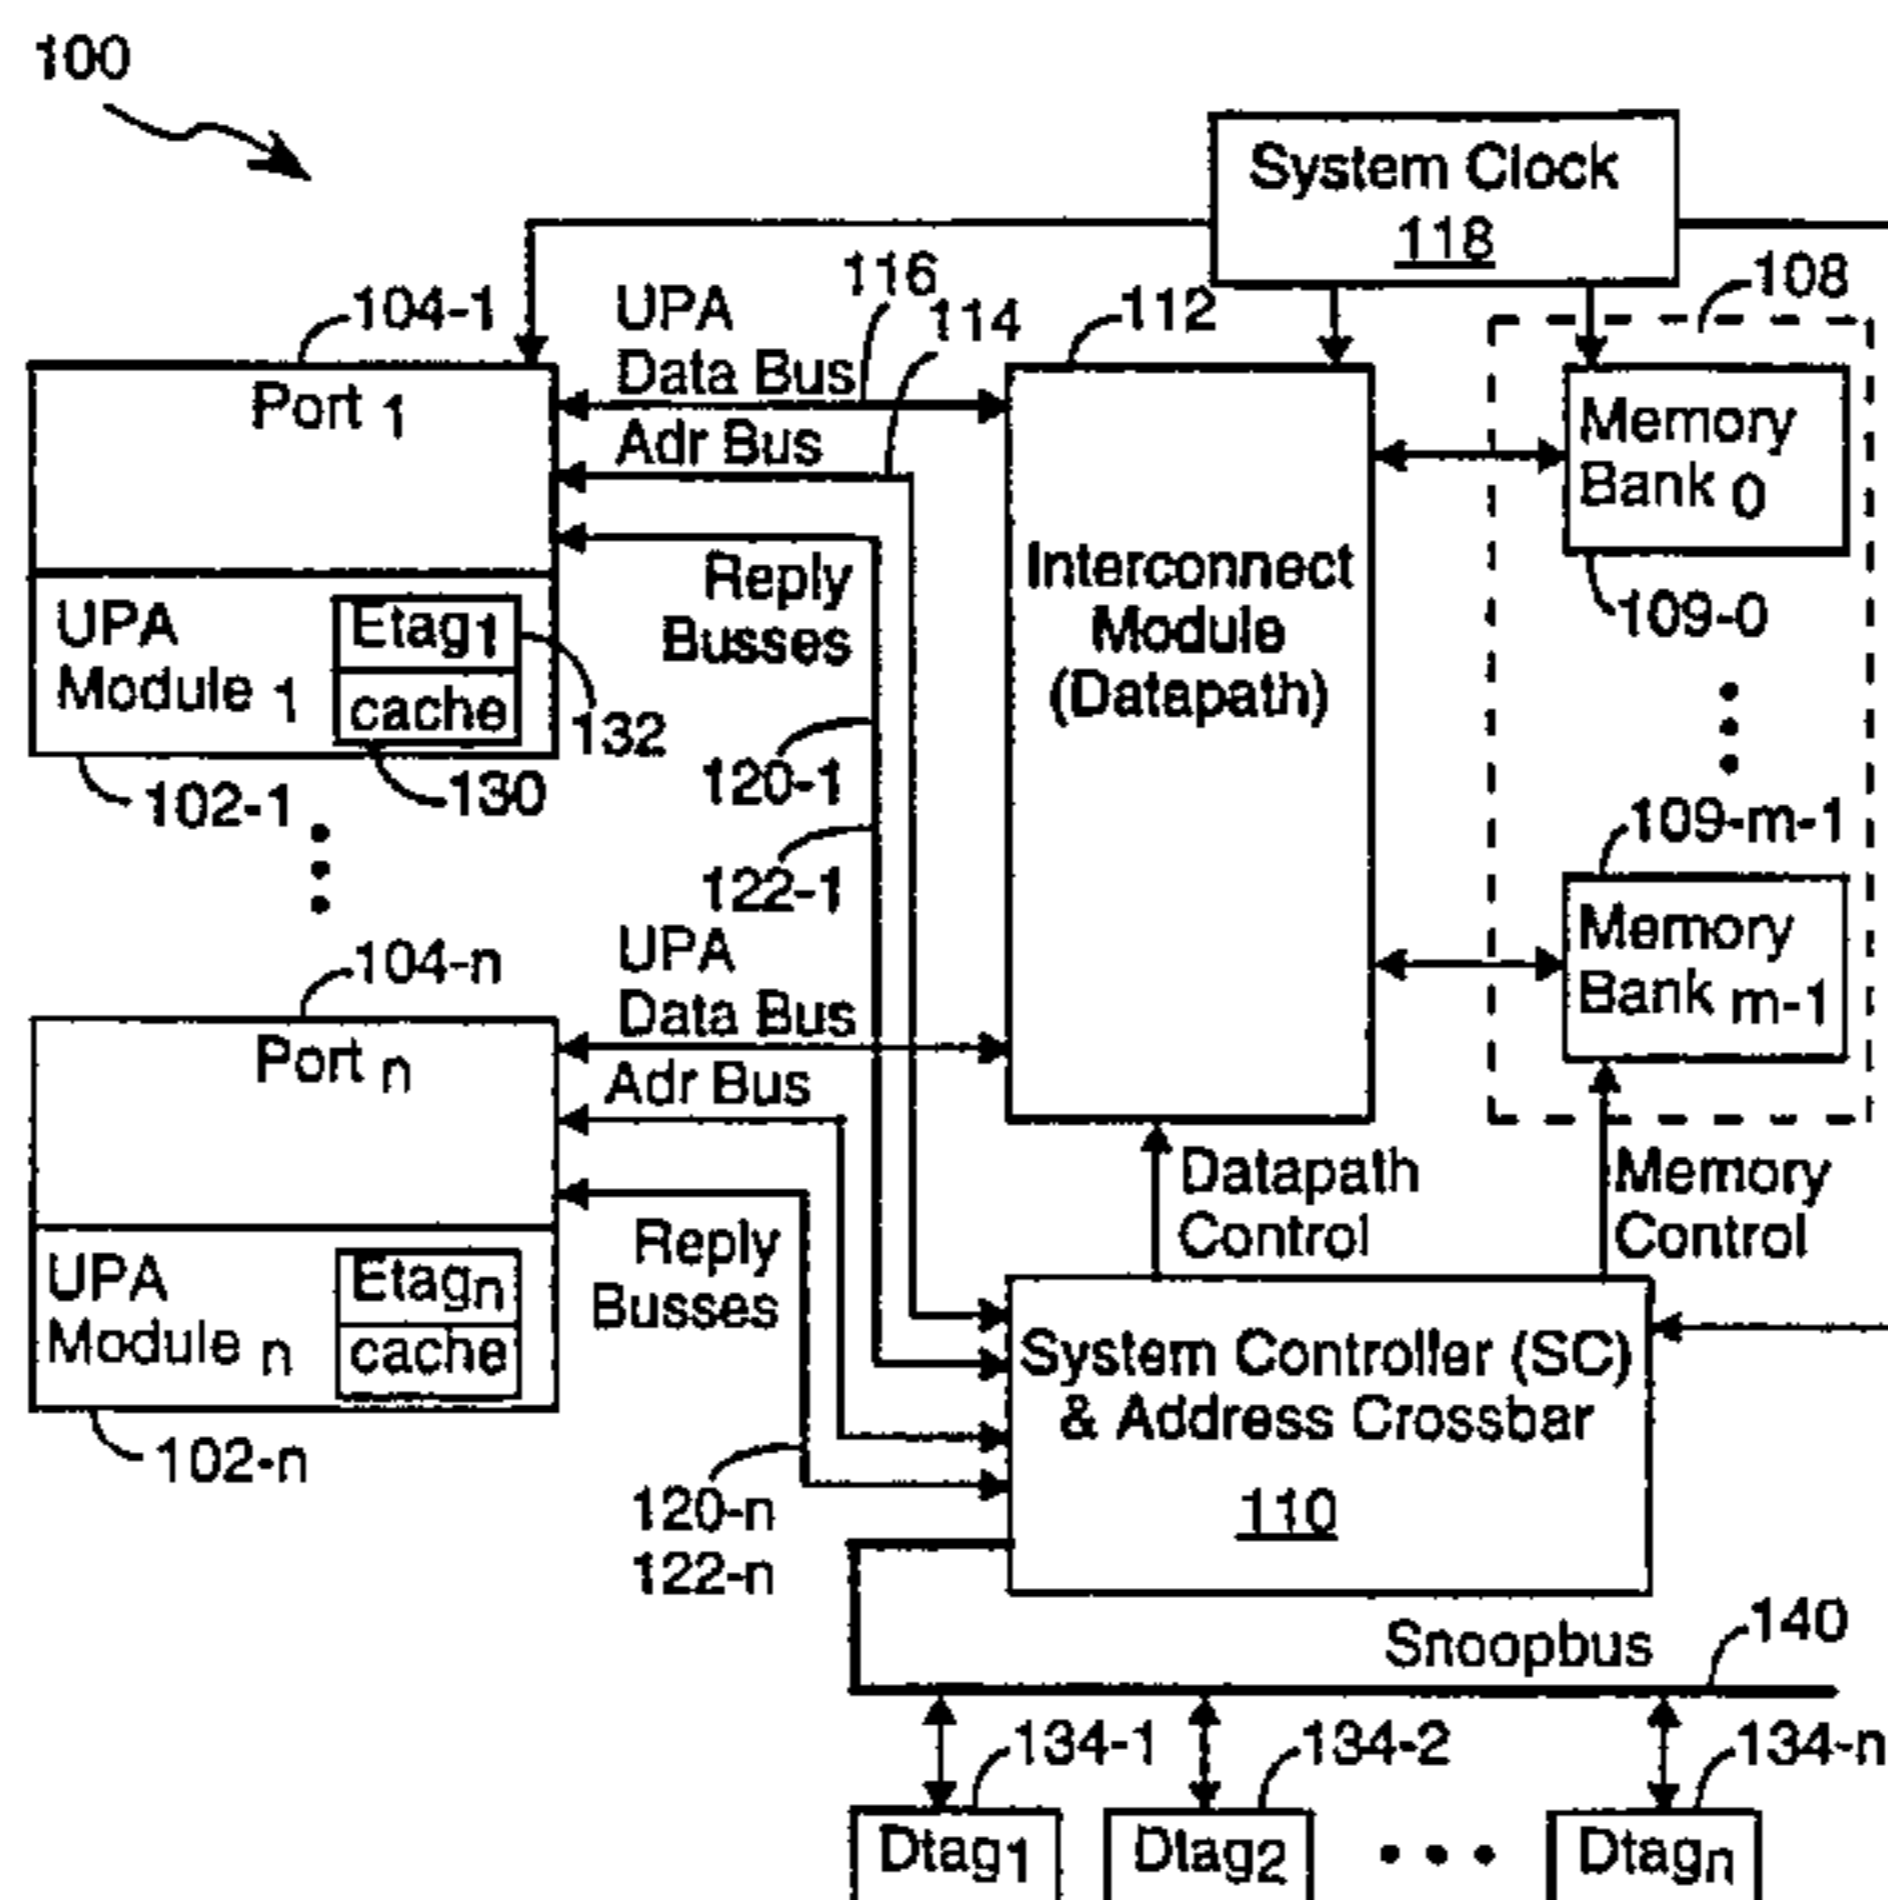 100
System Clock
118
116
114
112
108
104-1
UPA
Data Bus
Adr Bus
Port 1
Memory
Bank 0
109-0
Reply
Busses
Interconnect
Module
(Datapath)
UPA
Module 1
Etag1
cache
132
130
102-1
120-1
122-1
109-m-1
Memory
Bank m-1
104-n
UPA
Data Bus
Adr Bus
Port n
Reply
Busses
Datapath
Control
Memory
Control
UPA
Module n
Etagn
cache
102-n
System Controller (SC)
& Address Crossbar
110
120-n
122-n
Snoopbus
140
134-1
134-2
134-n
Dtag1
Dtag2
Dtagn